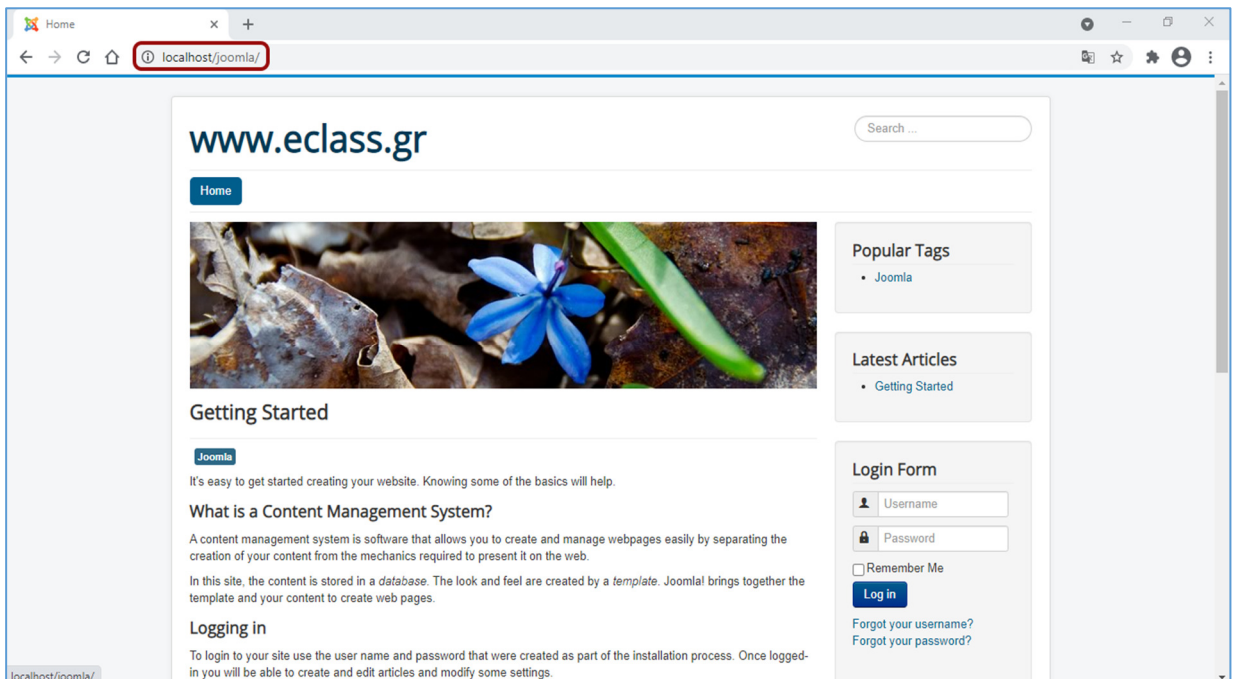 Home
localhost/joomla/
www.eclass.gr
Search ...
Home
Getting Started
Joomla
It's easy to get started creating your website. Knowing some of the basics will help.
What is a Content Management System?
A content management system is software that allows you to create and manage webpages easily by separating the
creation of your content from the mechanics required to present it on the web.
In this site, the content is stored in a database. The look and feel are created by a template. Joomla! brings together the
template and your content to create web pages.
Logging in
To login to your site use the user name and password that were created as part of the installation process. Once logged-
in you will be able to create and edit articles and modify some settings.
Popular Tags
Joomla
Latest Articles
Getting Started
Login Form
Username
Password
Remember Me
Log in
Forgot your username?
Forgot your password?
localhost/joomla/